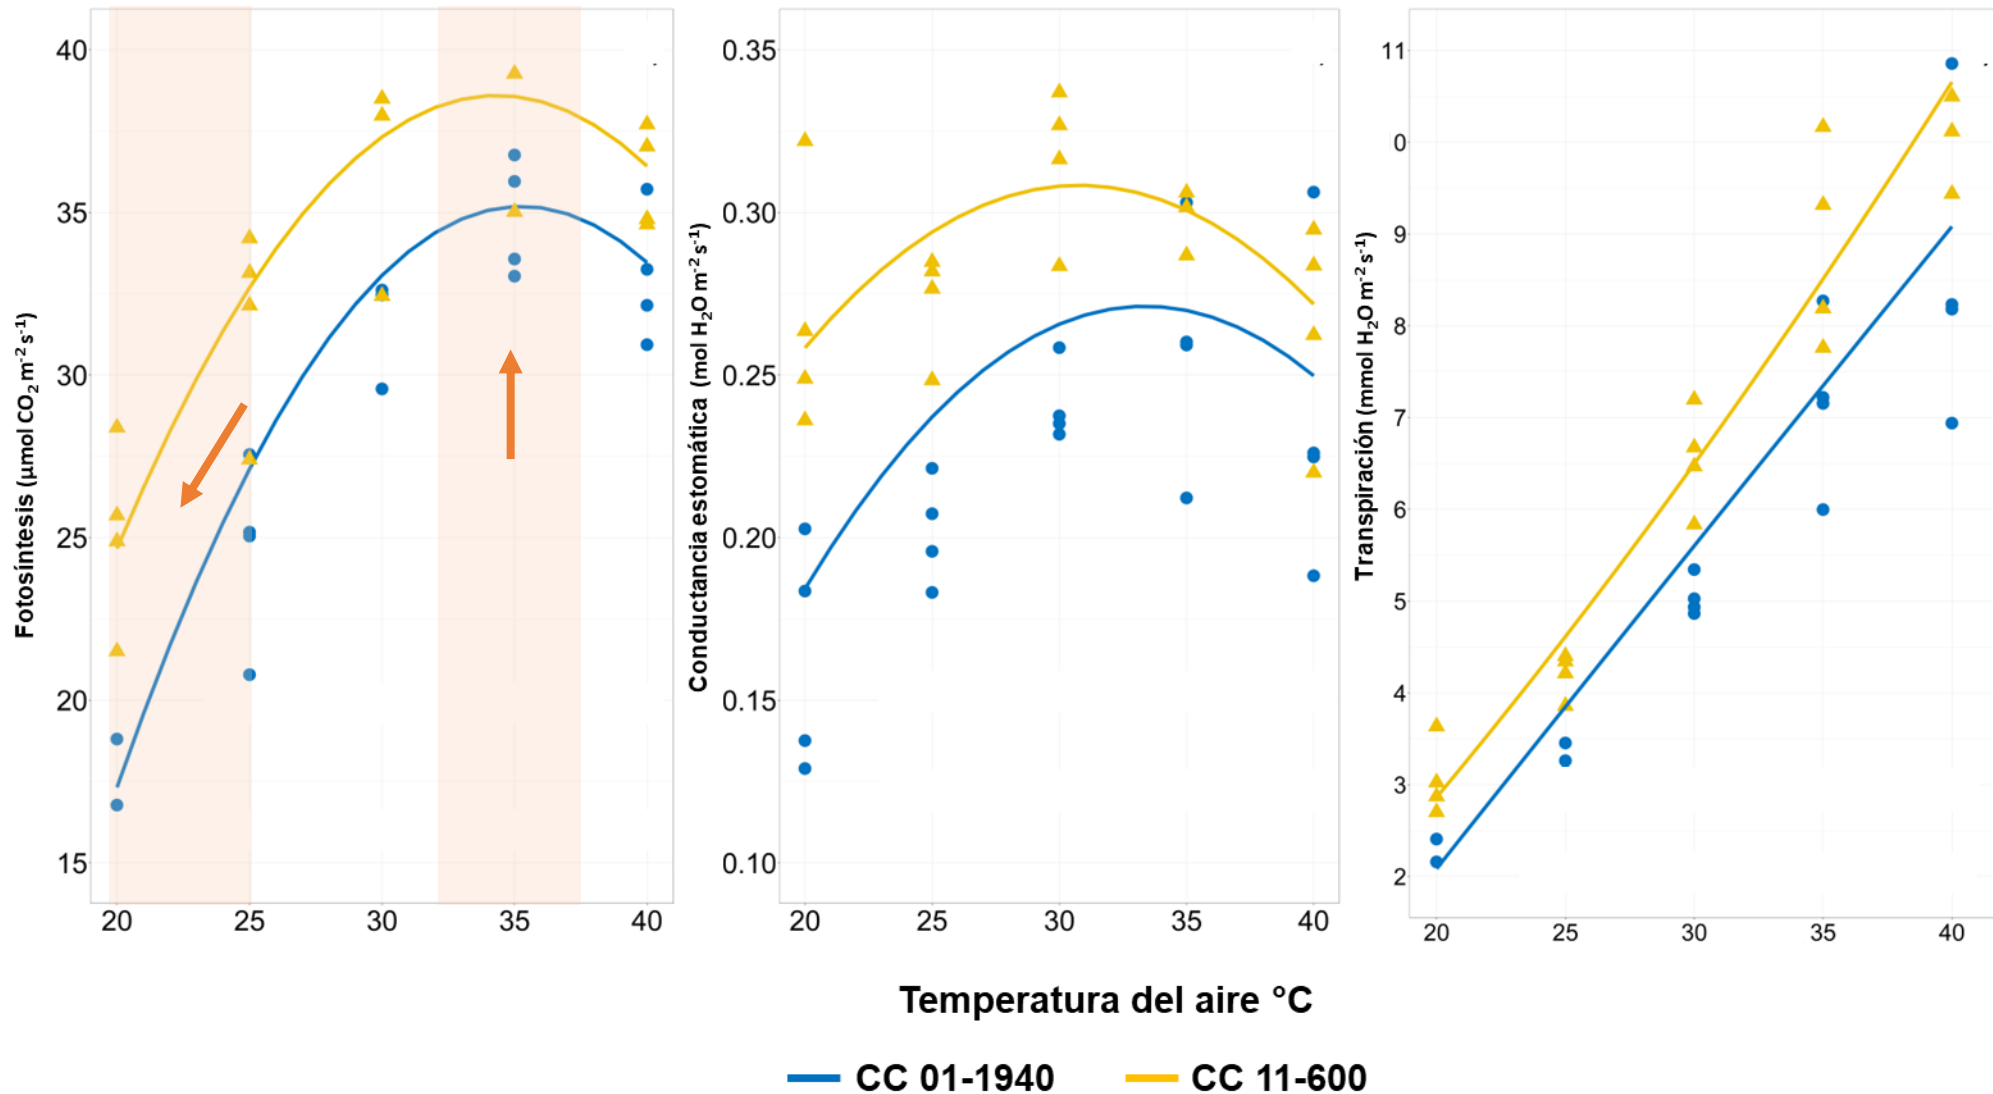 Fotosíntesis (µmol CO2 m-2 s-1)
40
35
30
25
20
15
20 25 30 35 40
Conductancia estomática (mol H2O m-2 s-1)
0.35
0.30
0.25
0.20
0.15
0.10
20 25 30 35 40
Transpiración (mmol H2O m-2 s-1)
11
0
9
8
7
6
5
4
3
2
20 25 30 35 40
Temperatura del aire °C
CC 01-1940 CC 11-600